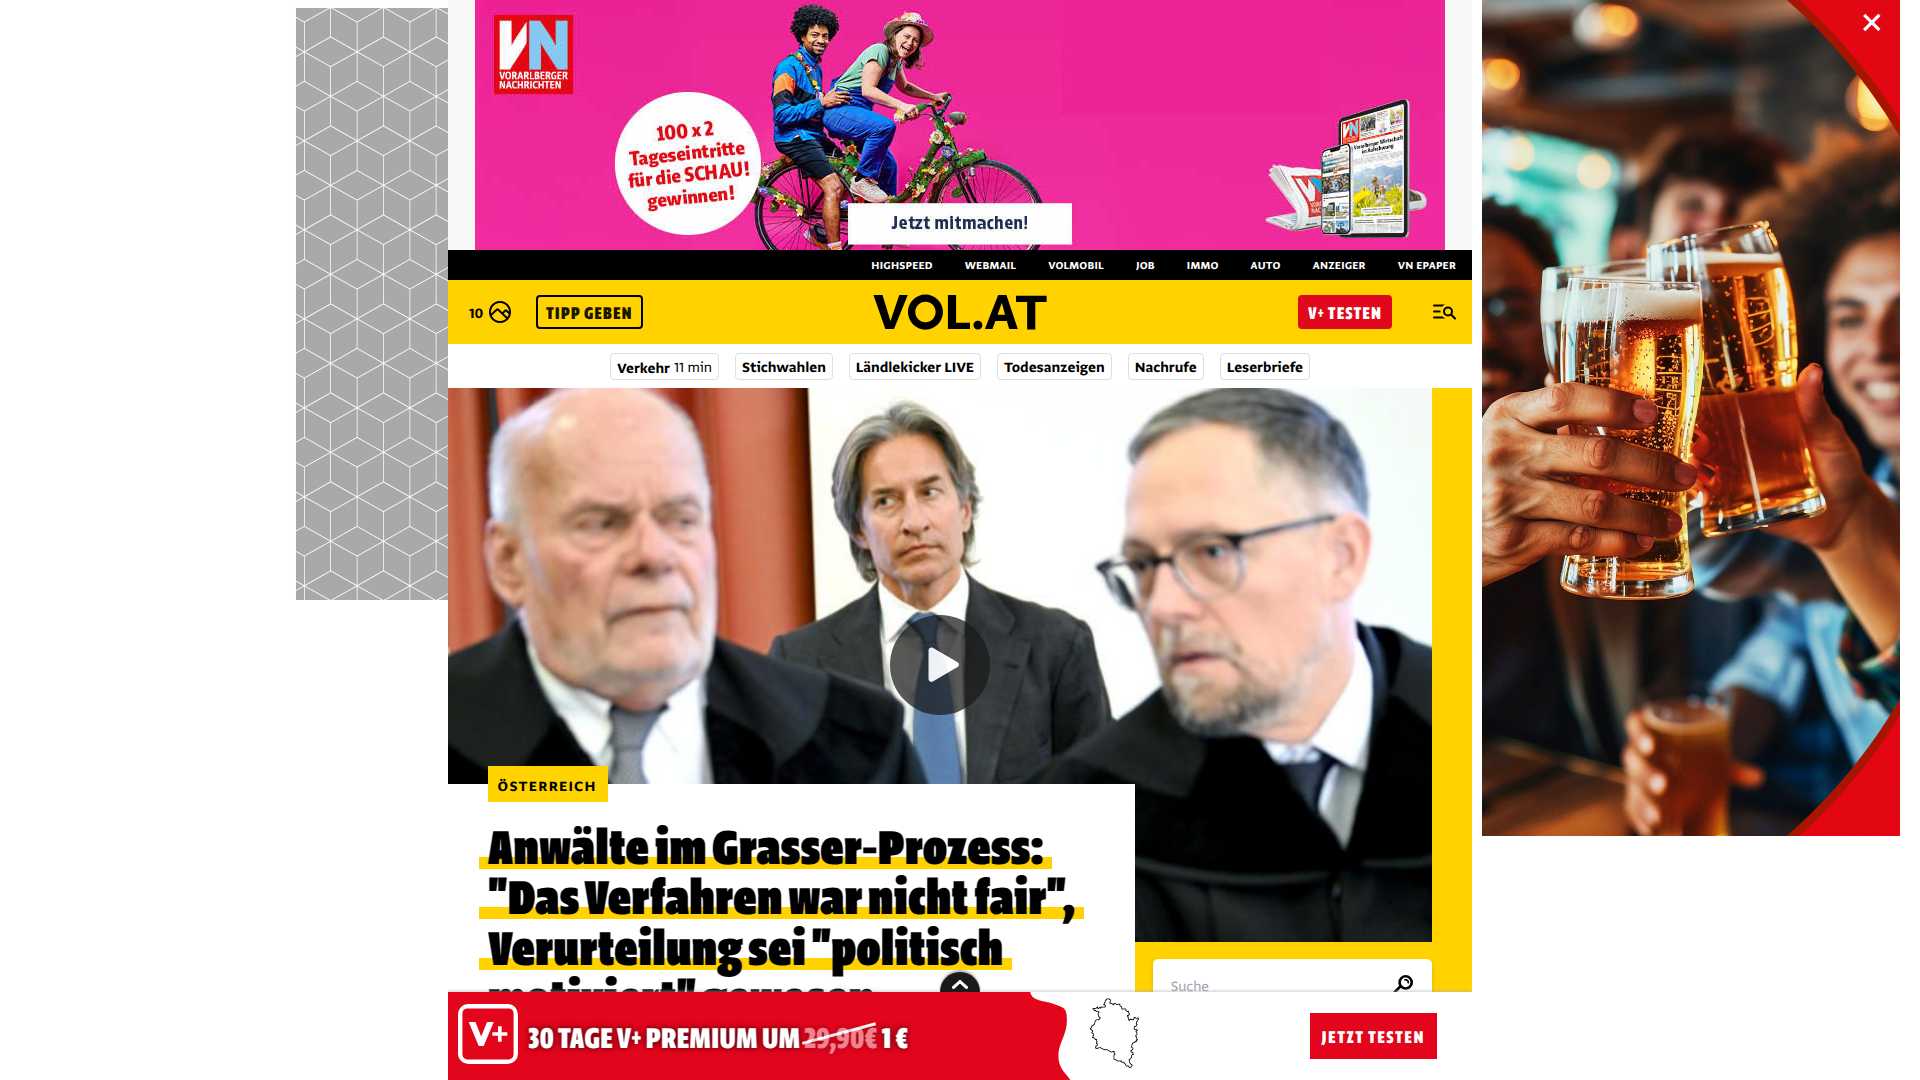 VN
VORARLBERGER
NACHRICHTEN
100 x 2
Tageseintritte
für die SCHAU!
gewinnen!
Jetzt mitmachen!
HIGHSPEED WEBMAIL VOLMOBIL JOB IMMO AUTO ANZEIGER VN EPAPER
10 TIPP GEBEN VOL.AT V+ TESTEN
Verkehr 11 min Stichwahlen Ländlekicker LIVE Todesanzeigen Nachrufe Leserbriefe
ÖSTERREICH
Anwälte im Grasser-Prozess:
"Das Verfahren war nicht fair",
Verurteilung sei "politisch
motiviert" gewesen
Suche
V+ 30 TAGE V+ PREMIUM UM 29,90€ 1 € JETZT TESTEN